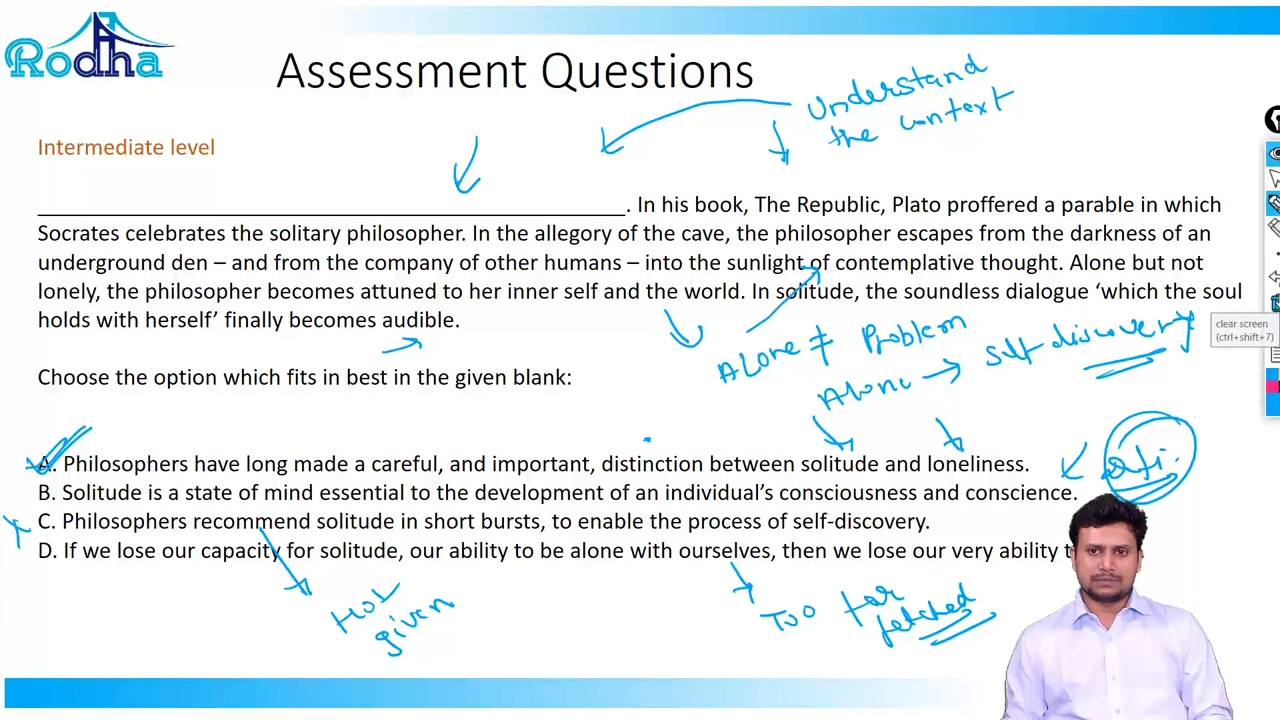 Rodha
Assessment Questions
Understand
the context
Intermediate level
. In his book, The Republic, Plato proffered a parable in which
Socrates celebrates the solitary philosopher. In the allegory of the cave, the philosopher escapes from the darkness of an
underground den – and from the company of other humans – into the sunlight of contemplative thought. Alone but not
lonely, the philosopher becomes attuned to her inner self and the world. In solitude, the soundless dialogue ‘which the soul
holds with herself’ finally becomes audible.
clear screen
(ctrl+shift+7)
Alone ≠ Problem
Alone → self discovery
Choose the option which fits in best in the given blank:
A. Philosophers have long made a careful, and important, distinction between solitude and loneliness.
B. Solitude is a state of mind essential to the development of an individual’s consciousness and conscience.
C. Philosophers recommend solitude in short bursts, to enable the process of self-discovery.
D. If we lose our capacity for solitude, our ability to be alone with ourselves, then we lose our very ability
Not
given
Too far
fetched